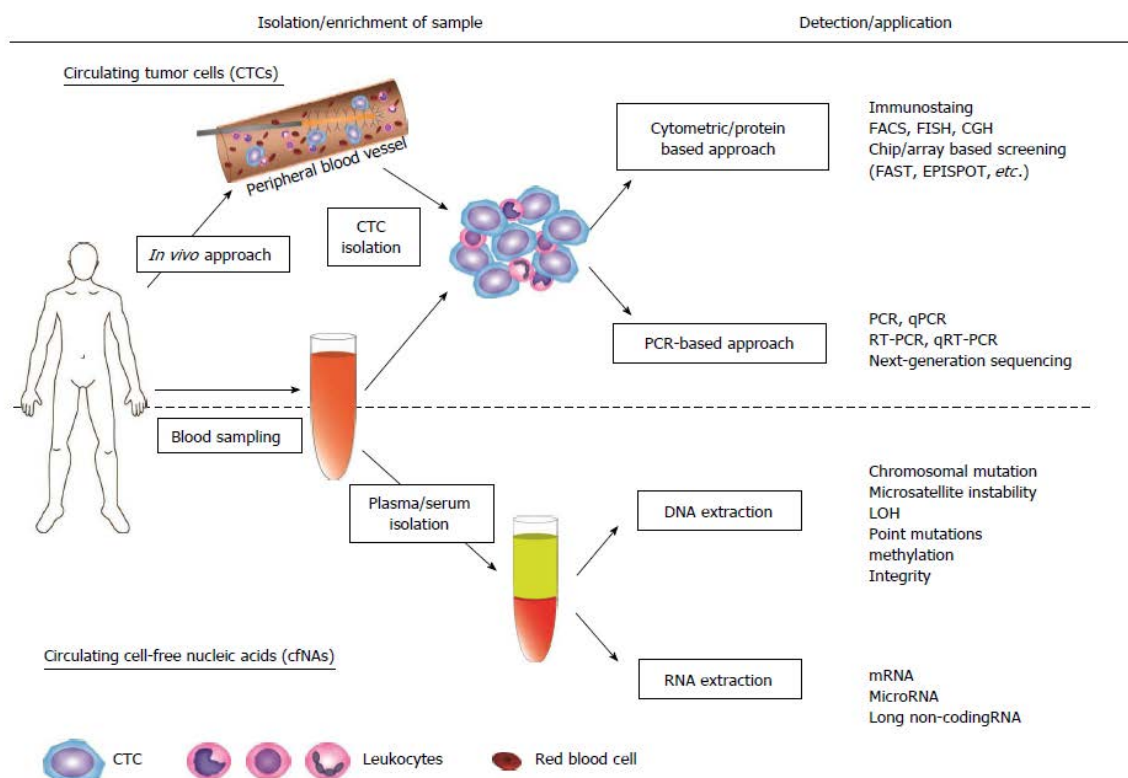 Isolation/enrichment of sample
Detection/application
Circulating tumor cells (CTCs)
Peripheral blood vessel
In vivo approach
CTC
isolation
Cytometric/protein
based approach
Immunostaing
FACS, FISH, CGH
Chip/array based screening
(FAST, EPISPOT, etc.)
PCR-based approach
PCR, qPCR
RT-PCR, qRT-PCR
Next-generation sequencing
Blood sampling
Plasma/serum
isolation
DNA extraction
Chromosomal mutation
Microsatellite instability
LOH
Point mutations
methylation
Integrity
Circulating cell-free nucleic acids (cfNAs)
RNA extraction
mRNA
MicroRNA
Long non-codingRNA
CTC
Leukocytes
Red blood cell